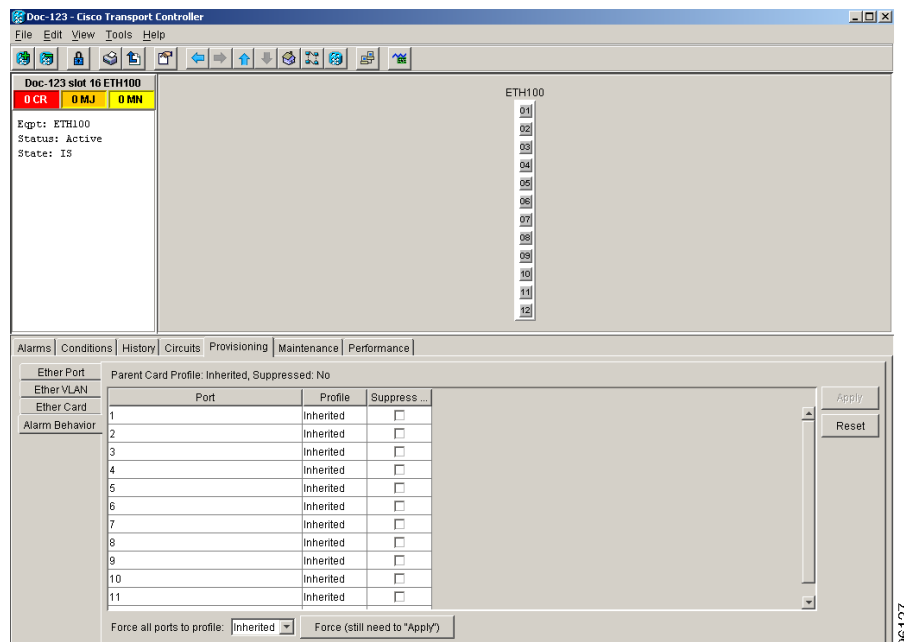 Doc-123 - Cisco Transport Controller
File Edit View Tools Help
Doc-123 slot 16 ETH100
0 CR 0 MJ 0 MN
Eqpt: ETH100
Status: Active
State: IS
ETH100
01
02
03
04
05
06
07
08
09
10
11
12
Alarms Conditions History Circuits Provisioning Maintenance Performance
Ether Port
Ether VLAN
Ether Card
Alarm Behavior
Parent Card Profile: Inherited, Suppressed: No
Port Profile Suppress ...
1 Inherited
2 Inherited
3 Inherited
4 Inherited
5 Inherited
6 Inherited
7 Inherited
8 Inherited
9 Inherited
10 Inherited
11 Inherited
Apply
Reset
Force all ports to profile: Inherited Force (still need to "Apply")